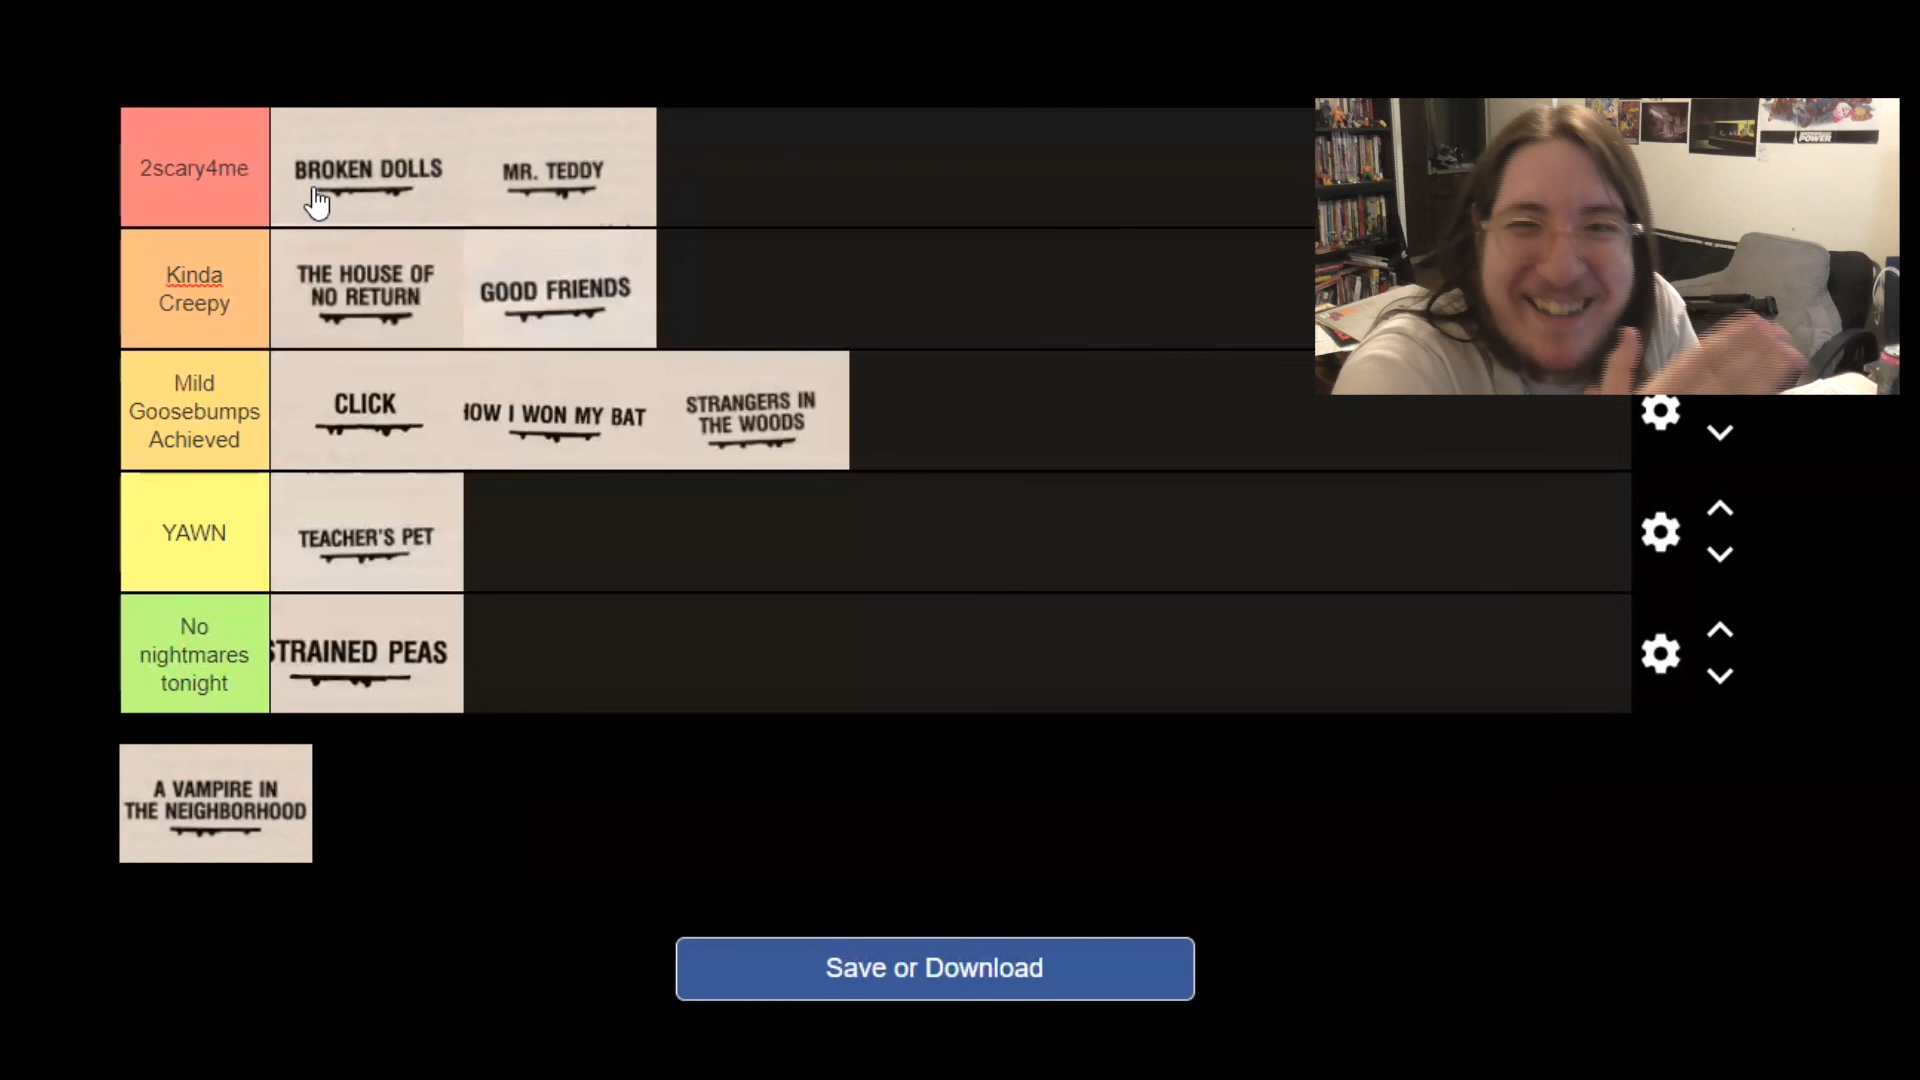 2scary4me
BROKEN DOLLS
MR. TEDDY
Kinda
Creepy
THE HOUSE OF
NO RETURN
GOOD FRIENDS
Mild
Goosebumps
Achieved
CLICK
HOW I WON MY BAT
STRANGERS IN
THE WOODS
YAWN
TEACHER'S PET
No
nightmares
tonight
STRAINED PEAS
A VAMPIRE IN
THE NEIGHBORHOOD
Save or Download
POWER